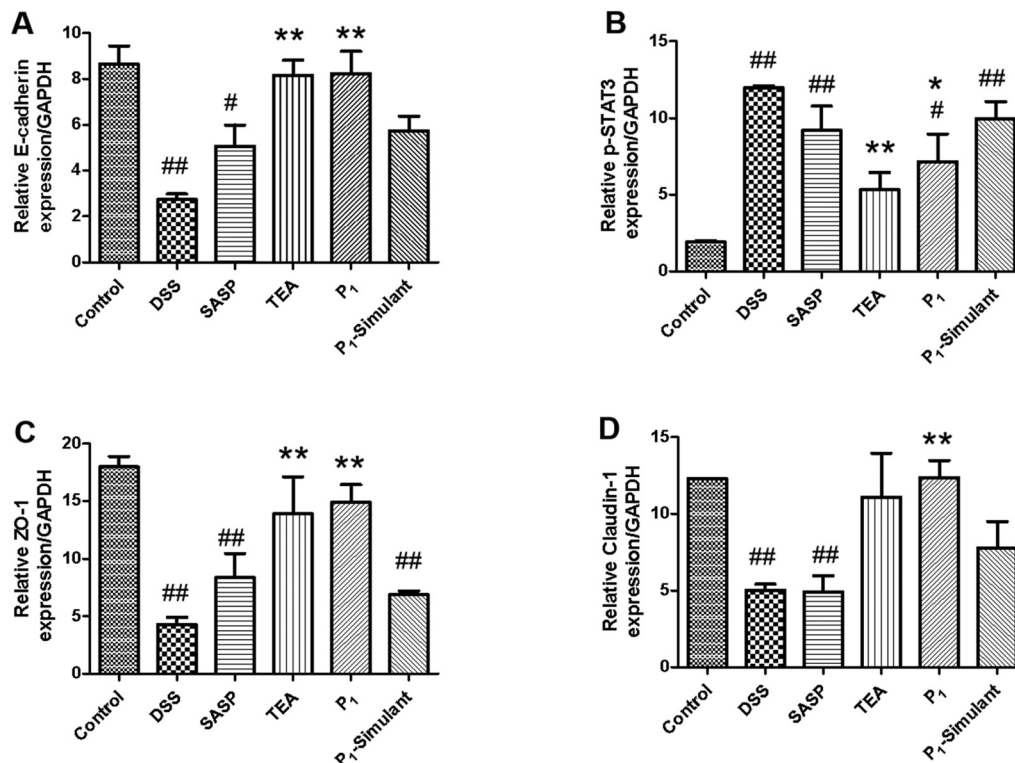 A
Relative E-cadherin
expression/GAPDH
10
8
6
4
2
0
##
#
**
**
Control
DSS
SASP
TEA
P₁
P₁-Simulant
B
Relative p-STAT3
expression/GAPDH
15
10
5
0
##
##
**
*
#
##
Control
DSS
SASP
TEA
P₁
P₁-Simulant
C
Relative ZO-1
expression/GAPDH
20
15
10
5
0
##
##
**
**
##
Control
DSS
SASP
TEA
P₁
P₁-Simulant
D
Relative Claudin-1
expression/GAPDH
15
10
5
0
##
##
**
Control
DSS
SASP
TEA
P₁
P₁-Simulant